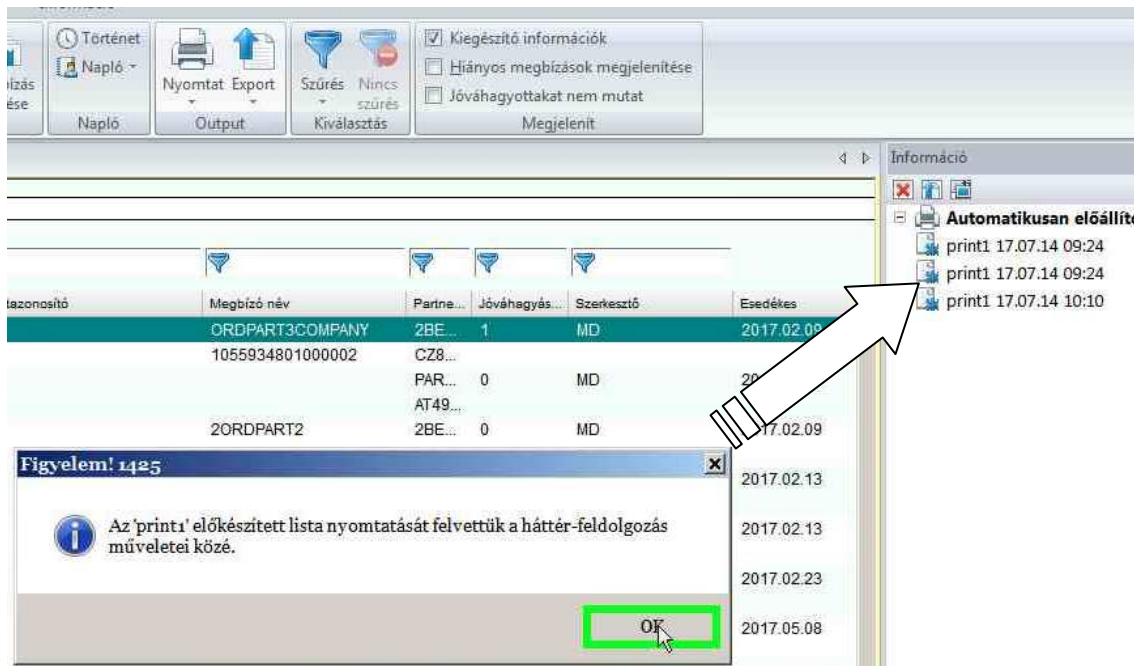 Történet
Napló
Nyomtat Export
Szűrés Nincs
szűrés
Napló
Output
Kiválasztás
Kiegészítő információk
Hiányos megbízások megjelenítése
Jóváhagyottakat nem mutat
Megjelenít
Információ
Automatikusan előállít
print1 17.07.14 09:24
print1 17.07.14 09:24
print1 17.07.14 10:10
tazonosító Megbízó név Partne... Jóváhagyás... Szerkesztő Esedékes
ORDPART3COMPANY 2BE... 1 MD 2017.02.09
1055934801000002 CZ8...
PAR... 0 MD
AT49...
2ORDPART2 2BE... 0 MD 2017.02.09
2017.02.13
2017.02.13
2017.02.23
2017.05.08
Figyelem! 1425
Az 'print1' előkészített lista nyomtatását felvettük a háttér-feldolgozás
műveletei közé.
OK